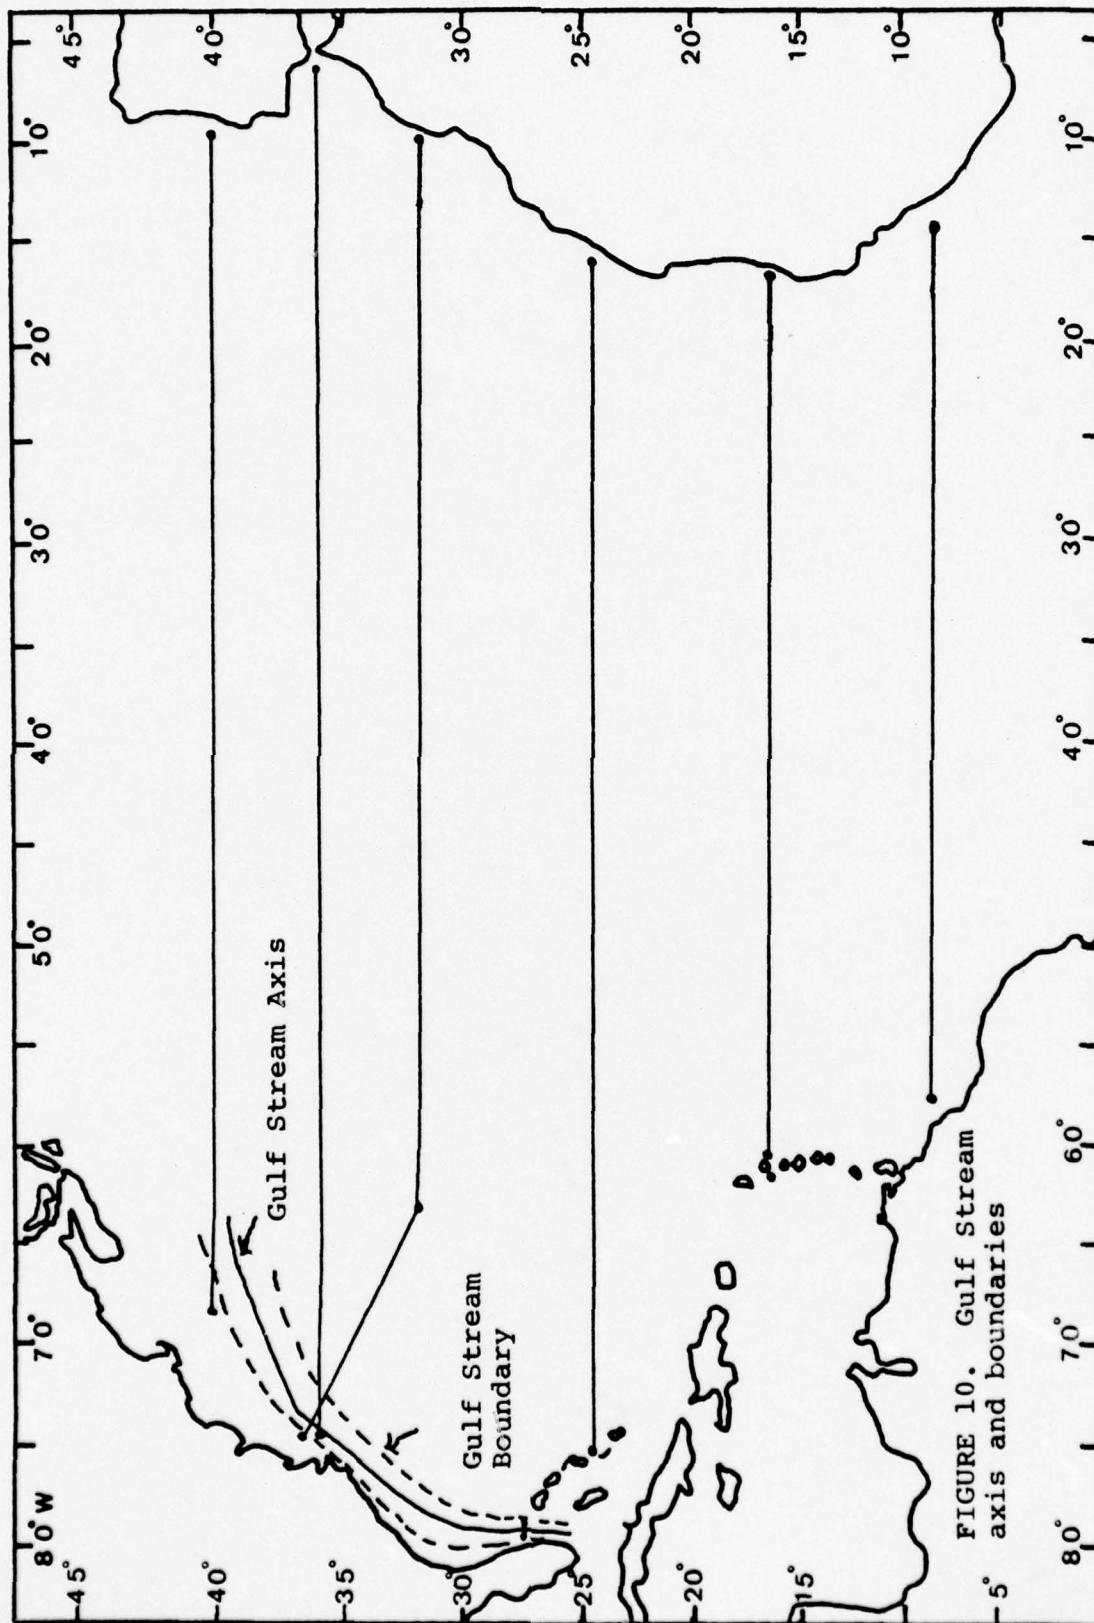 80°W 70° 60° 50° 40° 30° 20° 10°
45° 45°
40° 40°
Gulf Stream Axis
35°
30° 30°
Gulf Stream
Boundary
25° 25°
20° 20°
15° 15°
10°
FIGURE 10. Gulf Stream
axis and boundaries
5°
80° 70° 60° 50° 40° 30° 20° 10°